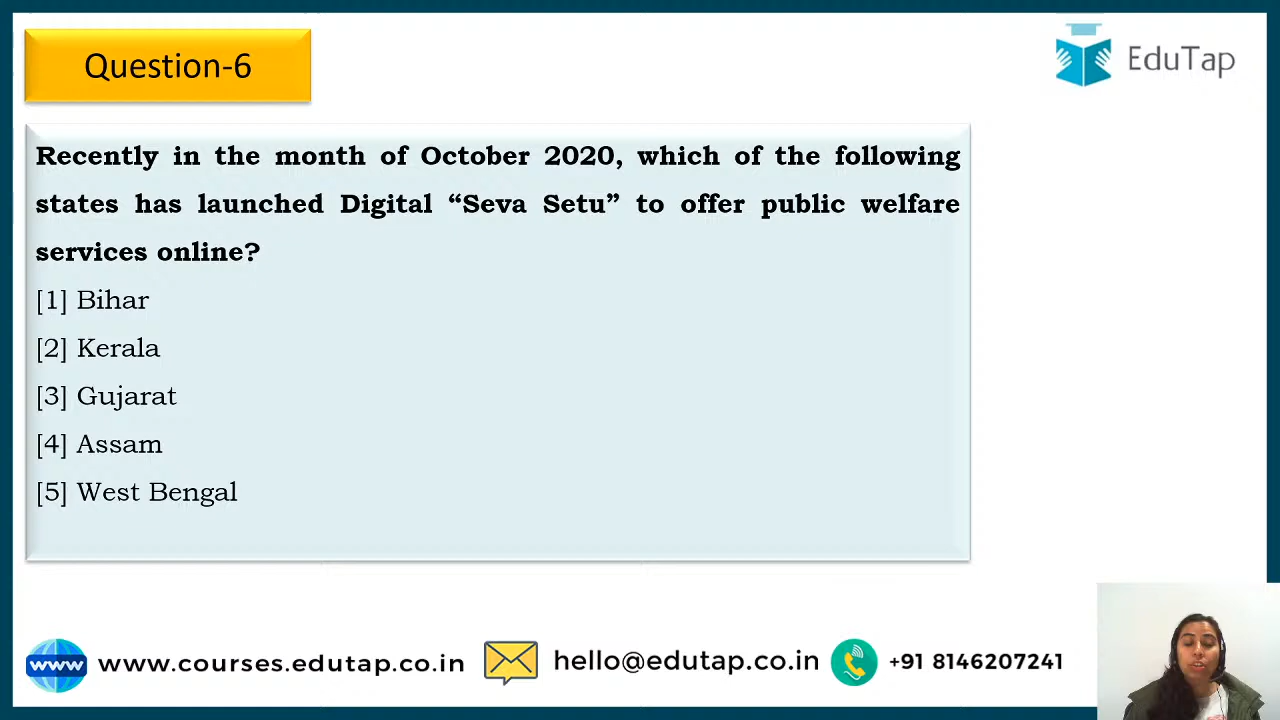 Question-6
EduTap
Recently in the month of October 2020, which of the following
states has launched Digital “Seva Setu” to offer public welfare
services online?
[1] Bihar
[2] Kerala
[3] Gujarat
[4] Assam
[5] West Bengal
www www.courses.edutap.co.in hello@edutap.co.in +91 8146207241